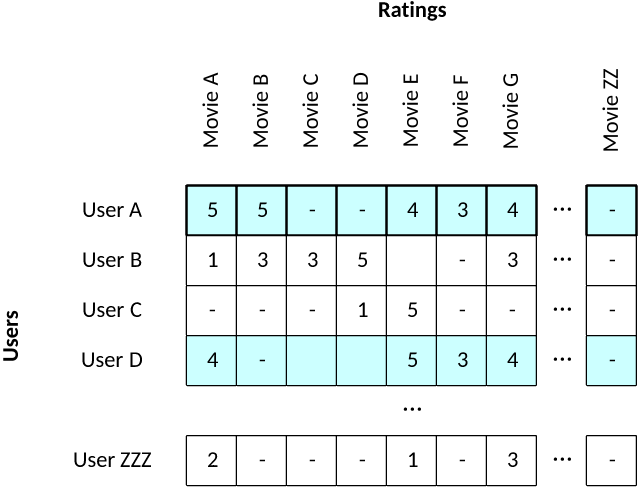 Ratings
Movie A Movie B Movie C Movie D Movie E Movie F Movie G Movie ZZ
Users
User A 5 5 - - 4 3 4 ... -
User B 1 3 3 5 - 3 ... -
User C - - - 1 5 - - ... -
User D 4 - 5 3 4 ... -
...
User ZZZ 2 - - - 1 - 3 ... -